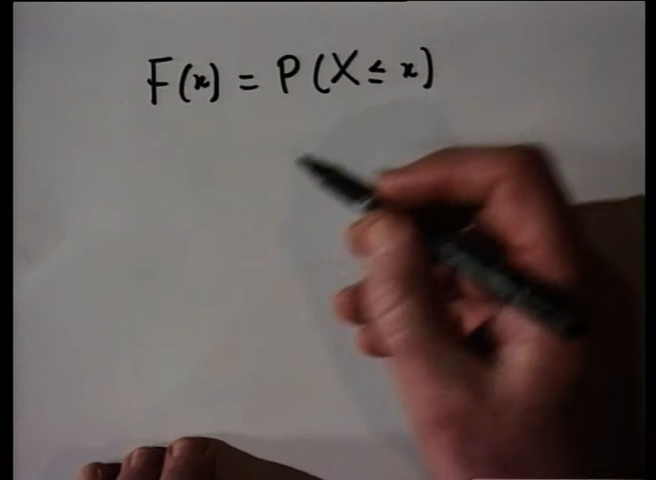 F(x) = P(X ≤ x)